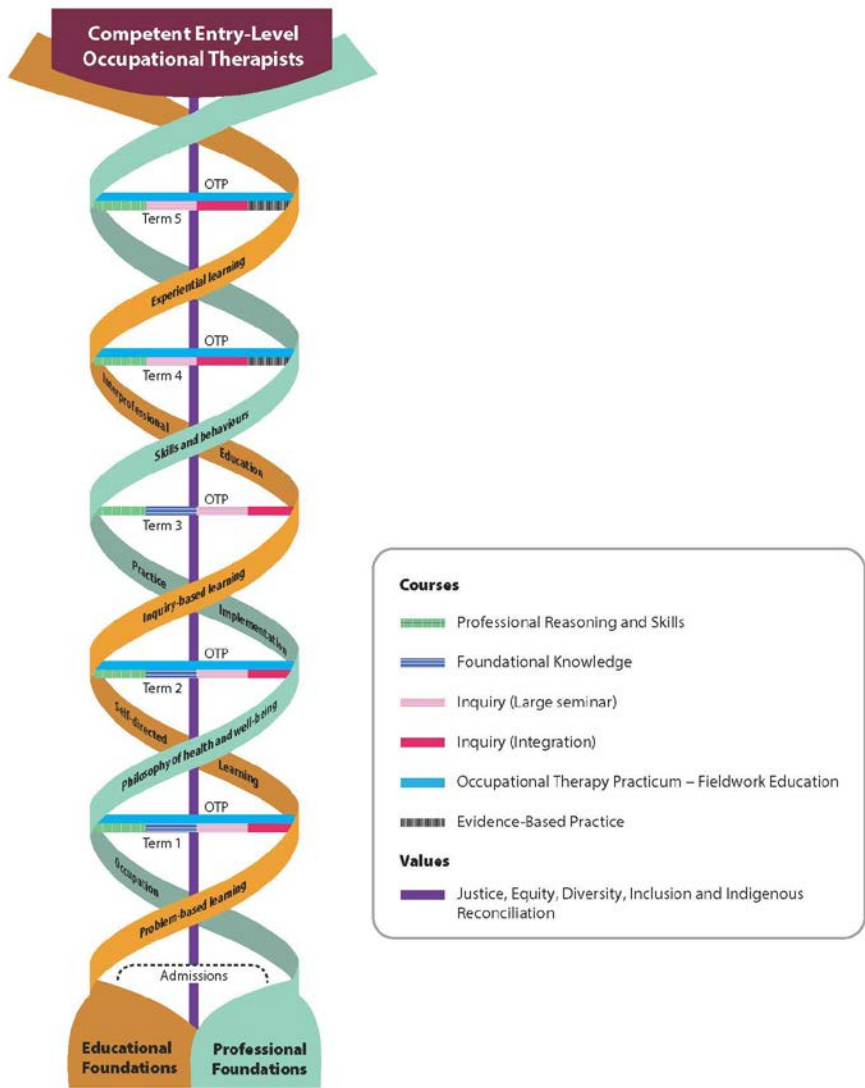 Competent Entry-Level
Occupational Therapists
OTP
Term 5
Experiential learning
OTP
Term 4
Interprofessional
Education
Skills and behaviours
OTP
Term 3
Practice
Implementation
Inquiry-based learning
OTP
Term 2
Self-directed
Learning
Philosophy of health and well-being
OTP
Term 1
Occupation
Problem-based learning
Admissions
Educational
Foundations
Professional
Foundations
Courses
Professional Reasoning and Skills
Foundational Knowledge
Inquiry (Large seminar)
Inquiry (Integration)
Occupational Therapy Practicum – Fieldwork Education
Evidence-Based Practice
Values
Justice, Equity, Diversity, Inclusion and Indigenous
Reconciliation